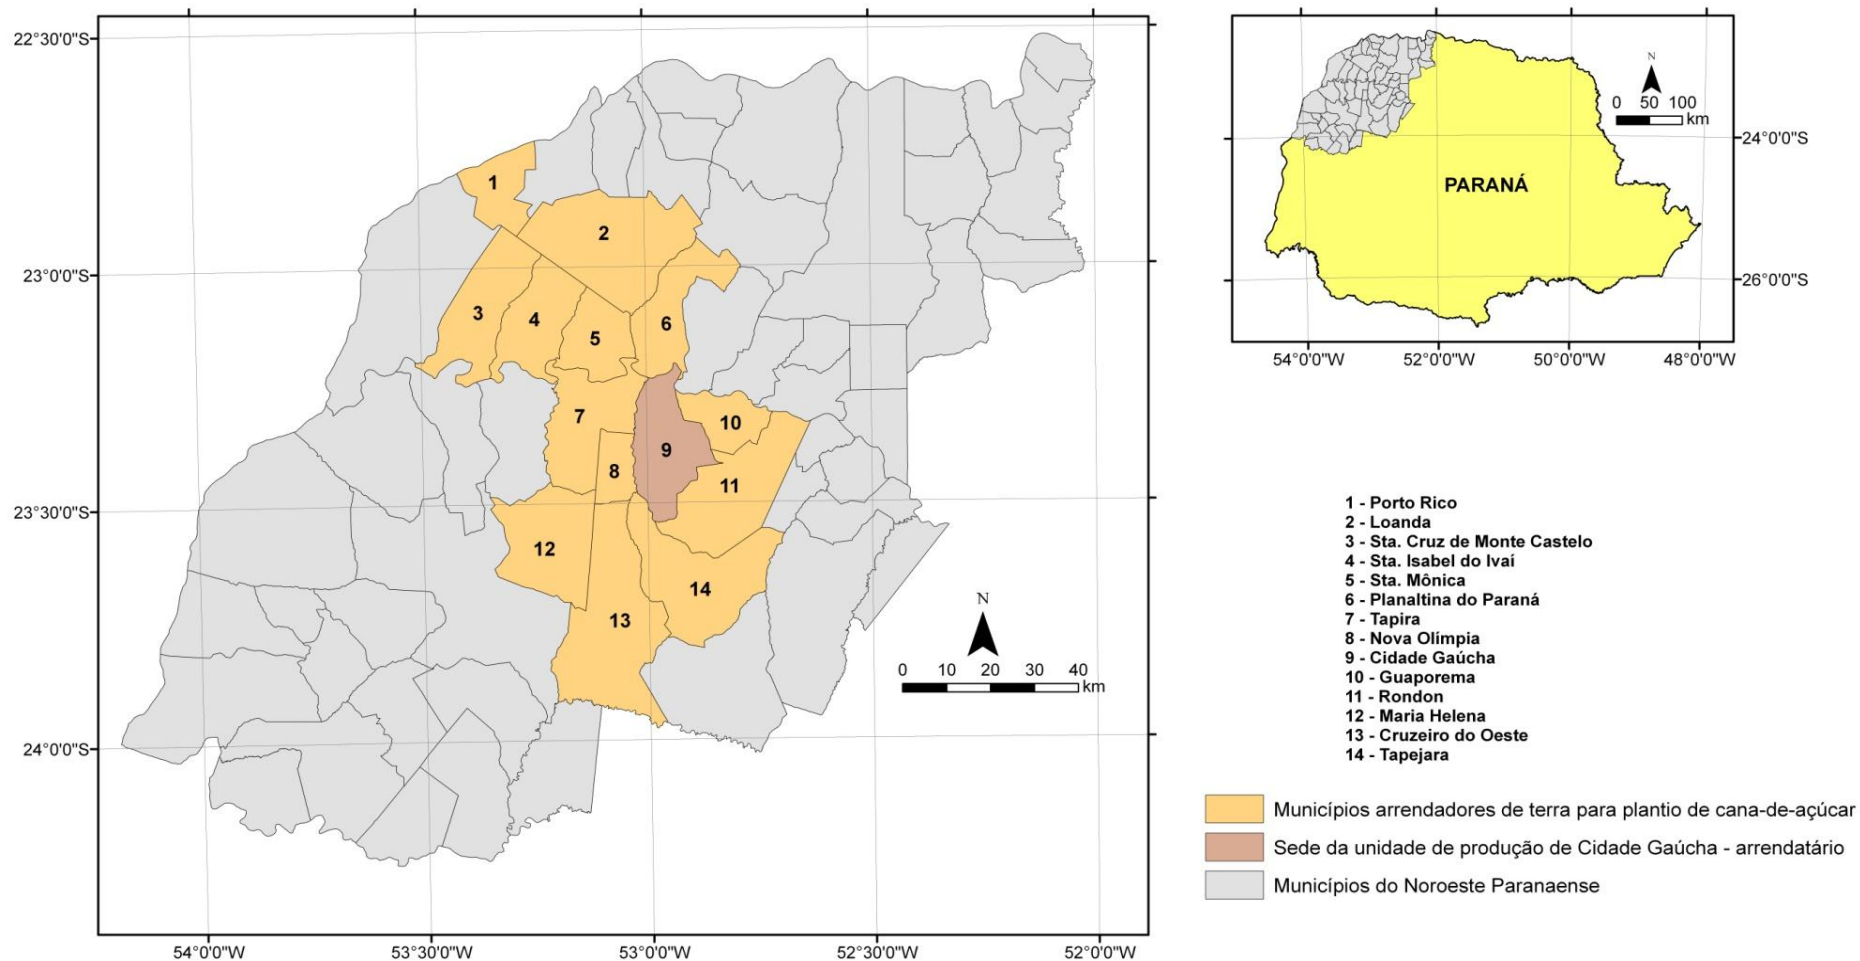 22°30'0"S
23°0'0"S
23°30'0"S
24°0'0"S
54°0'0"W
53°30'0"W
53°0'0"W
52°30'0"W
52°0'0"W
1
2
3
4
5
6
7
8
9
10
11
12
13
14
N
0 10 20 30 40
km
PARANÁ
N
0 50 100
km
24°0'0"S
26°0'0"S
54°0'0"W
52°0'0"W
50°0'0"W
48°0'0"W
1 - Porto Rico
2 - Loanda
3 - Sta. Cruz de Monte Castelo
4 - Sta. Isabel do Ivaí
5 - Sta. Mônica
6 - Planaltina do Paraná
7 - Tapira
8 - Nova Olímpia
9 - Cidade Gaúcha
10 - Guaporema
11 - Rondon
12 - Maria Helena
13 - Cruzeiro do Oeste
14 - Tapejara
Municípios arrendadores de terra para plantio de cana-de-açúcar
Sede da unidade de produção de Cidade Gaúcha - arrendatário
Municípios do Noroeste Paranaense